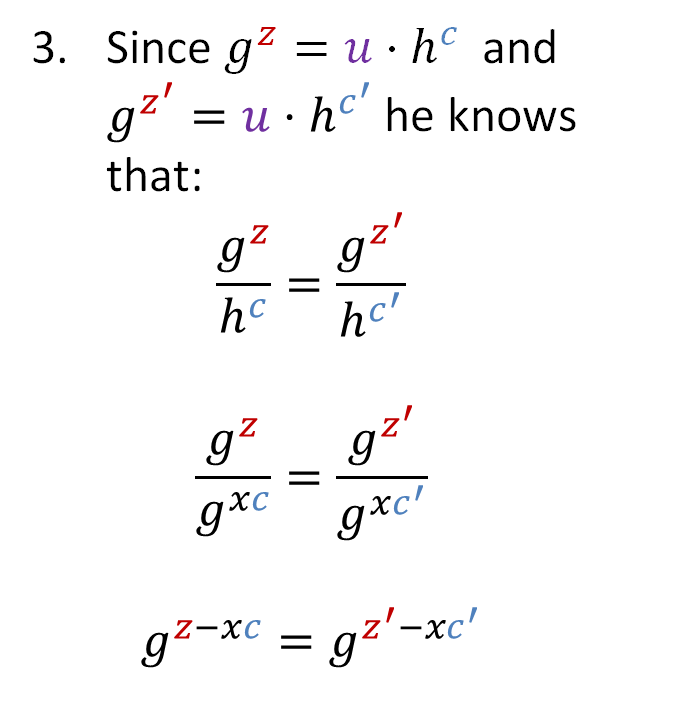 3. Since g^z = u · h^c and
g^z′ = u · h^c′ he knows
that:
g^z / h^c = g^z′ / h^c′
g^z / g^xc = g^z′ / g^xc′
g^z−xc = g^z′−xc′